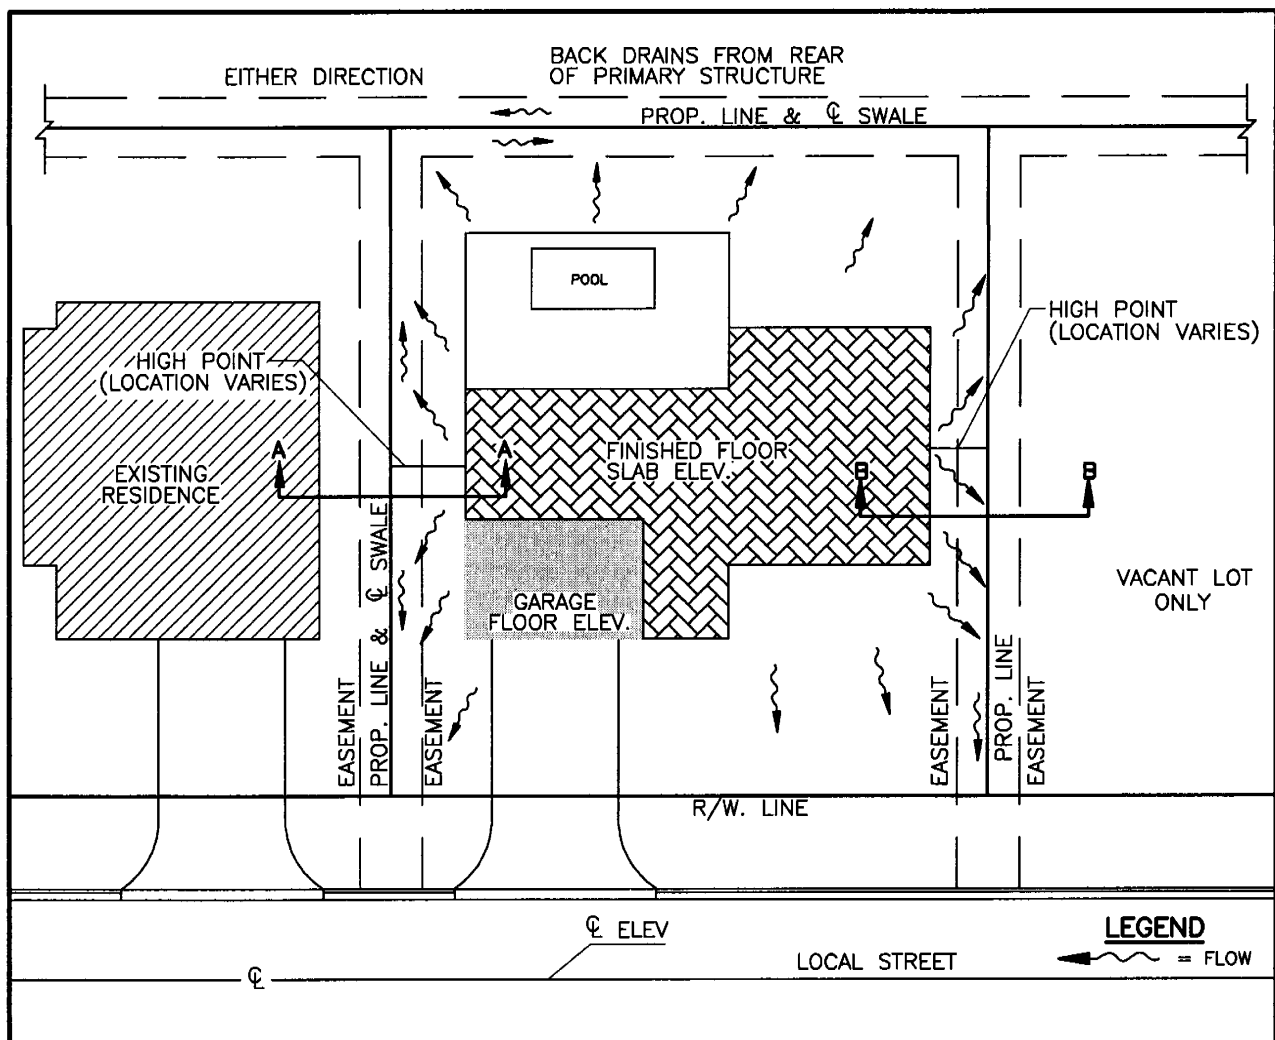 BACK DRAINS FROM REAR
OF PRIMARY STRUCTURE
EITHER DIRECTION
PROP. LINE & ℄ SWALE
POOL
HIGH POINT
(LOCATION VARIES)
HIGH POINT
(LOCATION VARIES)
A
A
FINISHED FLOOR
SLAB ELEV.
B
B
EXISTING
RESIDENCE
PROP. LINE & ℄ SWALE
GARAGE
FLOOR ELEV.
VACANT LOT
ONLY
EASEMENT
EASEMENT
EASEMENT
PROP. LINE
EASEMENT
R/W. LINE
℄ ELEV
LEGEND
= FLOW
LOCAL STREET
℄